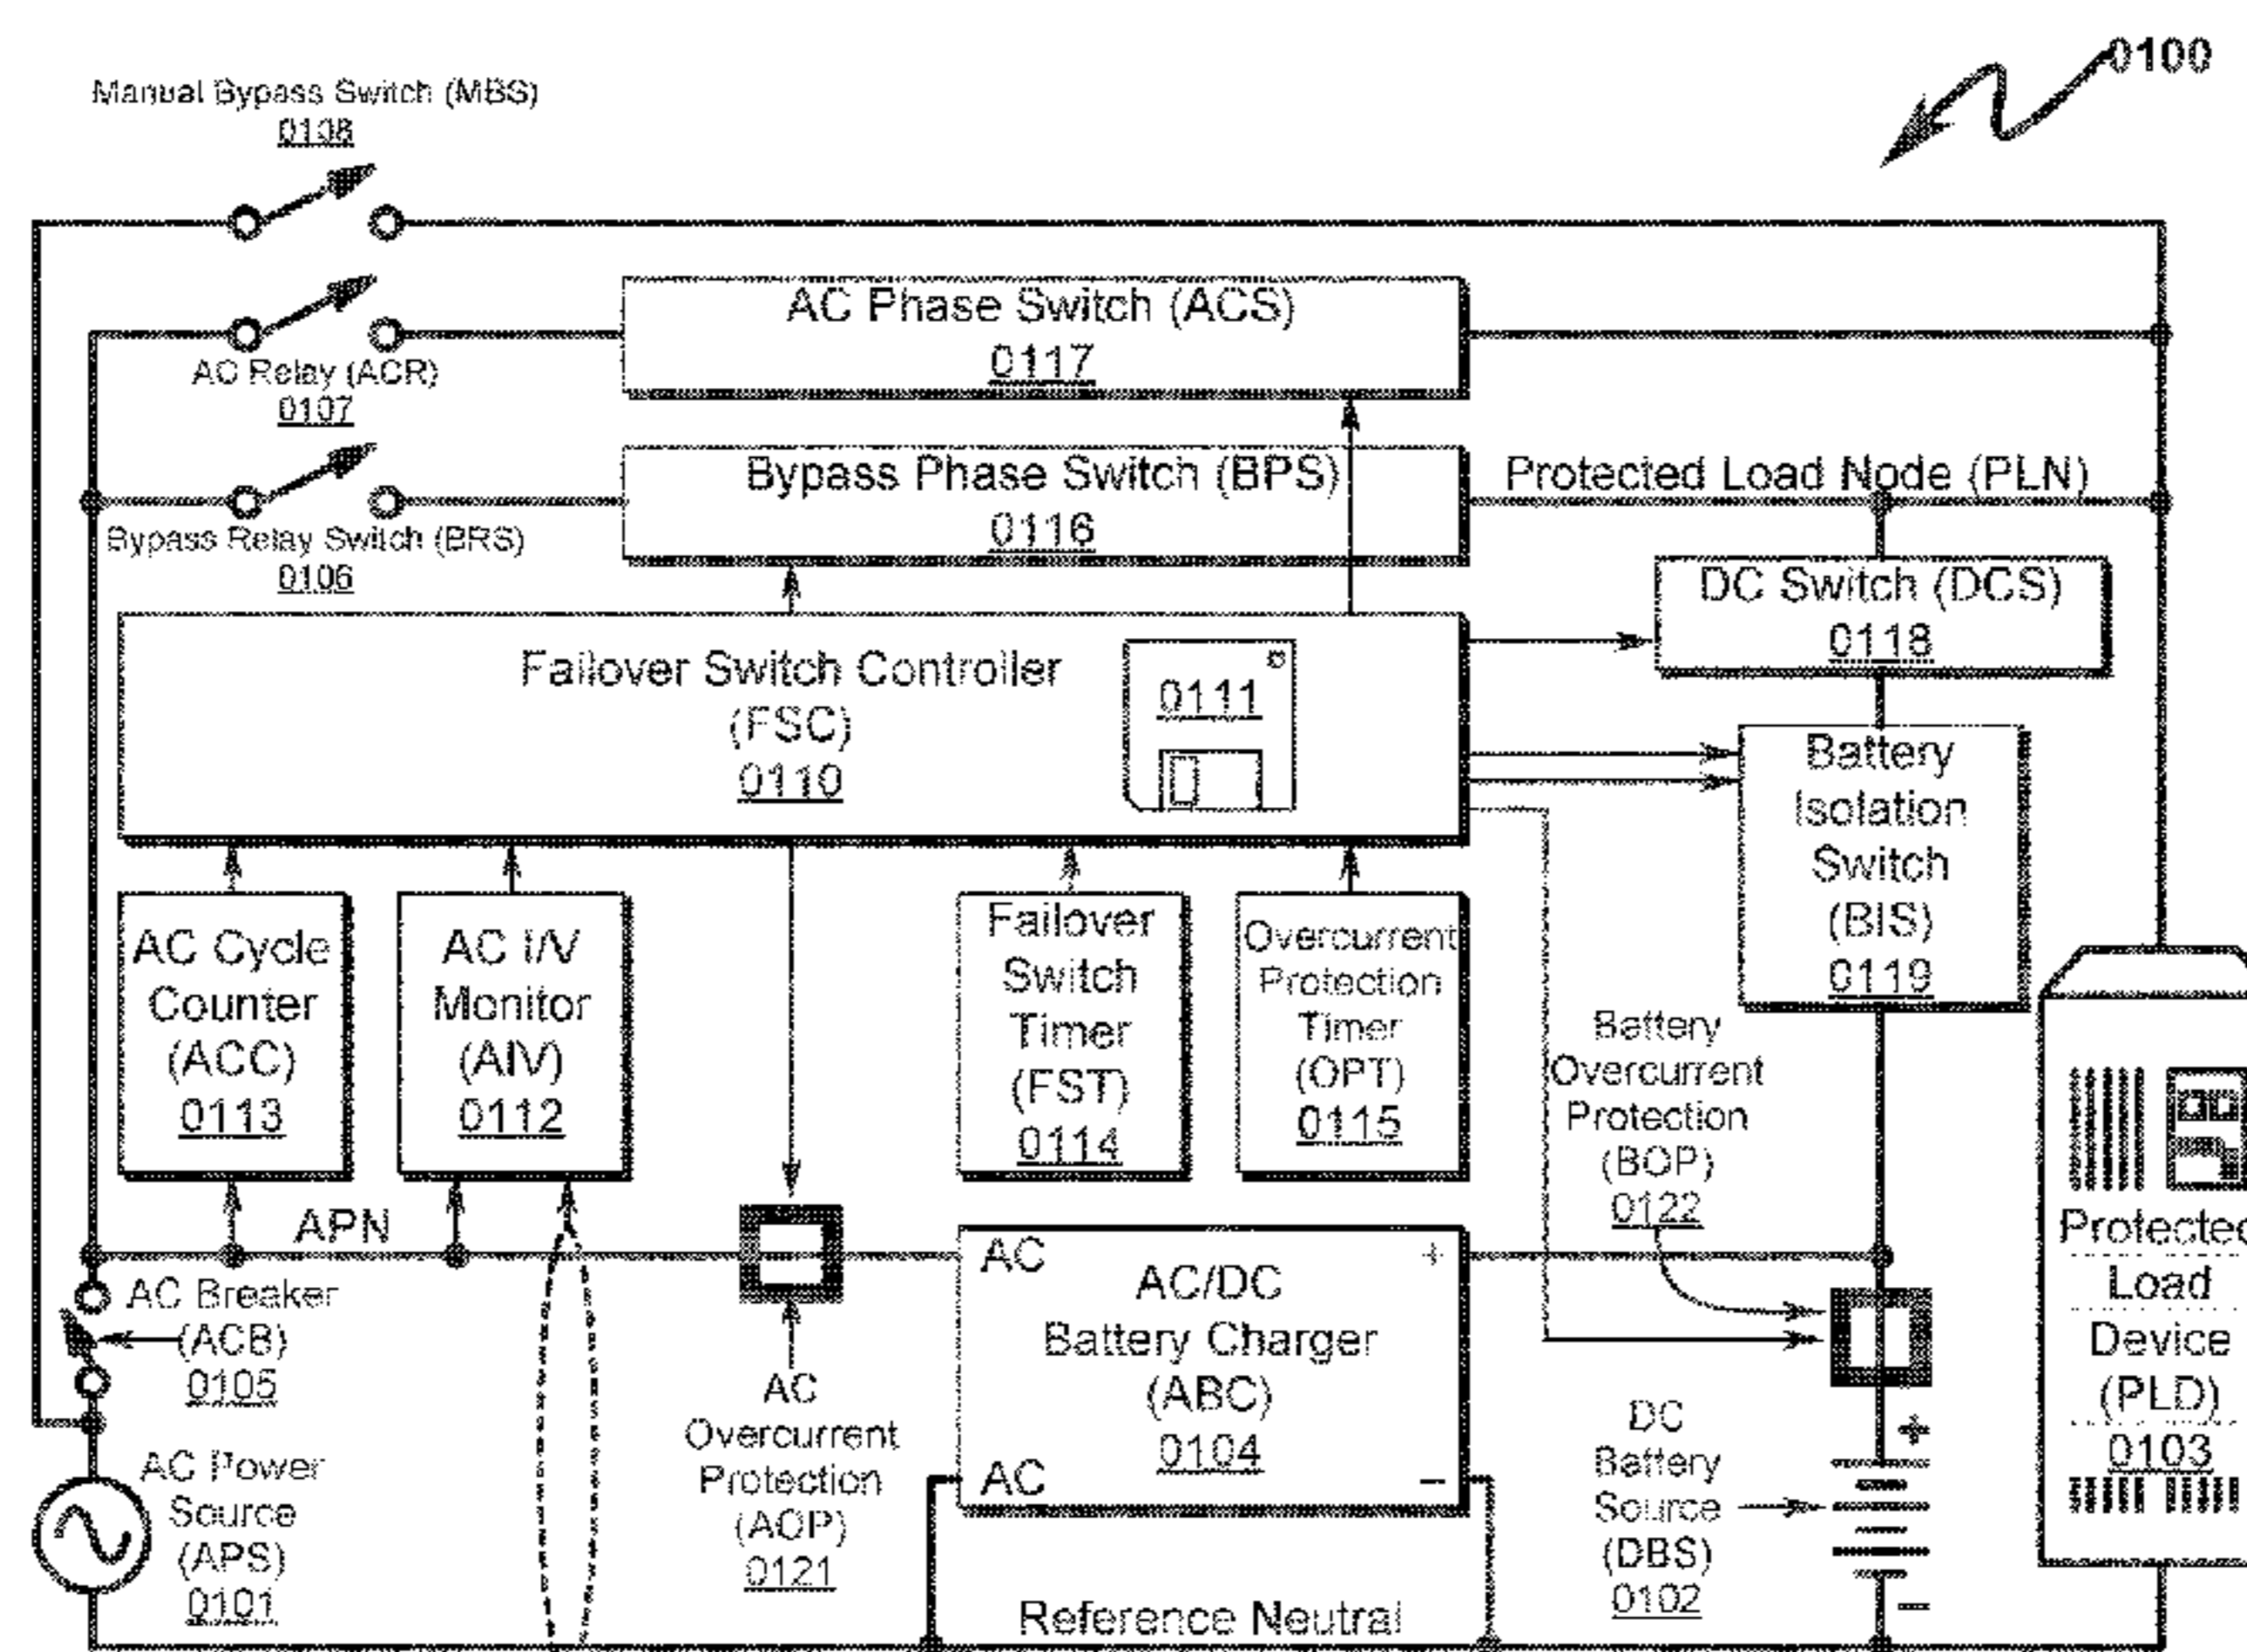 0100
Manual Bypass Switch (MBS)
0108
AC Phase Switch (ACS)
0117
AC Relay (ACR)
0107
Bypass Phase Switch (BPS)
0116
Protected Load Node (PLN)
Bypass Relay Switch (BRS)
0106
DC Switch (DCS)
0118
Failover Switch Controller
(FSC)
0110
0111
Battery
Isolation
Switch
(BIS)
0119
AC Cycle
Counter
(ACC)
0113
AC I/V
Monitor
(AIV)
0112
Failover
Switch
Timer
(FST)
0114
Overcurrent
Protection
Timer
(OPT)
0115
Battery
Overcurrent
Protection
(BOP)
0122
APN
AC Breaker
(ACB)
0105
AC Power
Source
(APS)
0101
AC
Overcurrent
Protection
(AOP)
0121
AC +
AC/DC
Battery Charger
(ABC)
0104
AC −
DC
Battery
Source
(DBS)
0102
+
−
Protected
Load
Device
(PLD)
0103
Reference Neutral